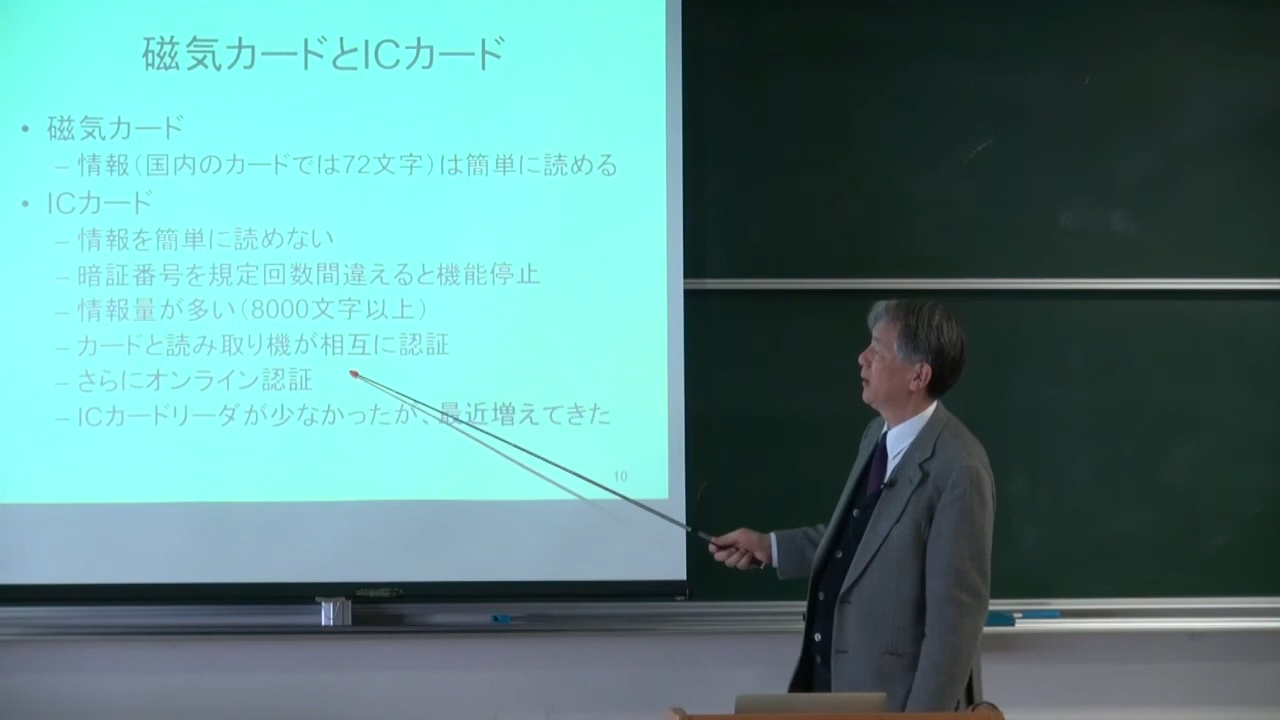 磁気カードとICカード
• 磁気カード
– 情報（国内のカードでは72文字）は簡単に読める
• ICカード
– 情報を簡単に読めない
– 暗証番号を規定回数間違えると機能停止
– 情報量が多い（8000文字以上）
– カードと読み取り機が相互に認証
– さらにオンライン認証
– ICカードリーダが少なかったが、最近増えてきた
10